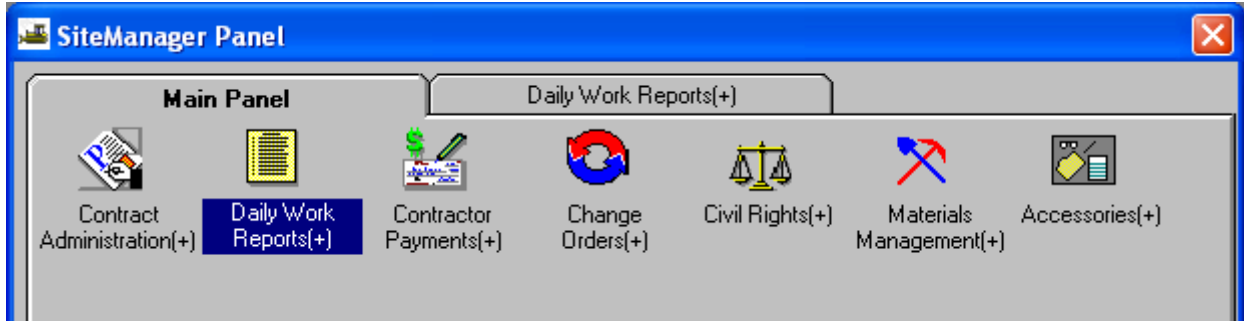 SiteManager Panel
Main Panel
Daily Work Reports(+)
Contract
Administration(+)
Daily Work
Reports(+)
Contractor
Payments(+)
Change
Orders(+)
Civil Rights(+)
Materials
Management(+)
Accessories(+)